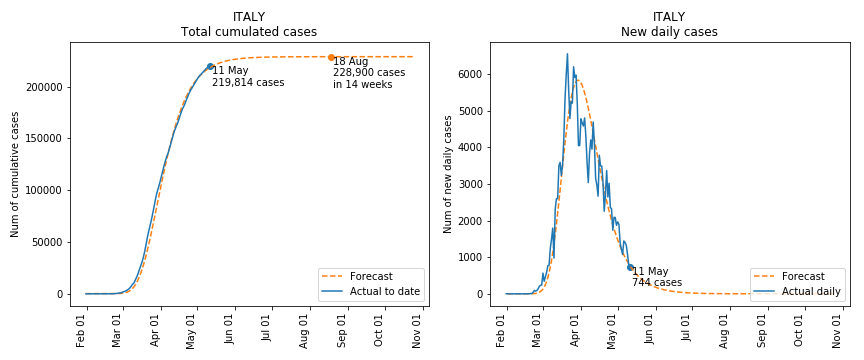 ITALY
Total cumulated cases
Num of cumulative cases
200000
150000
100000
50000
0
11 May
219,814 cases
18 Aug
228,900 cases
in 14 weeks
Forecast
Actual to date
Feb 01
Mar 01
Apr 01
May 01
Jun 01
Jul 01
Aug 01
Sep 01
Oct 01
Nov 01
ITALY
New daily cases
Num of new daily cases
6000
5000
4000
3000
2000
1000
0
11 May
744 cases
Forecast
Actual daily
Feb 01
Mar 01
Apr 01
May 01
Jun 01
Jul 01
Aug 01
Sep 01
Oct 01
Nov 01